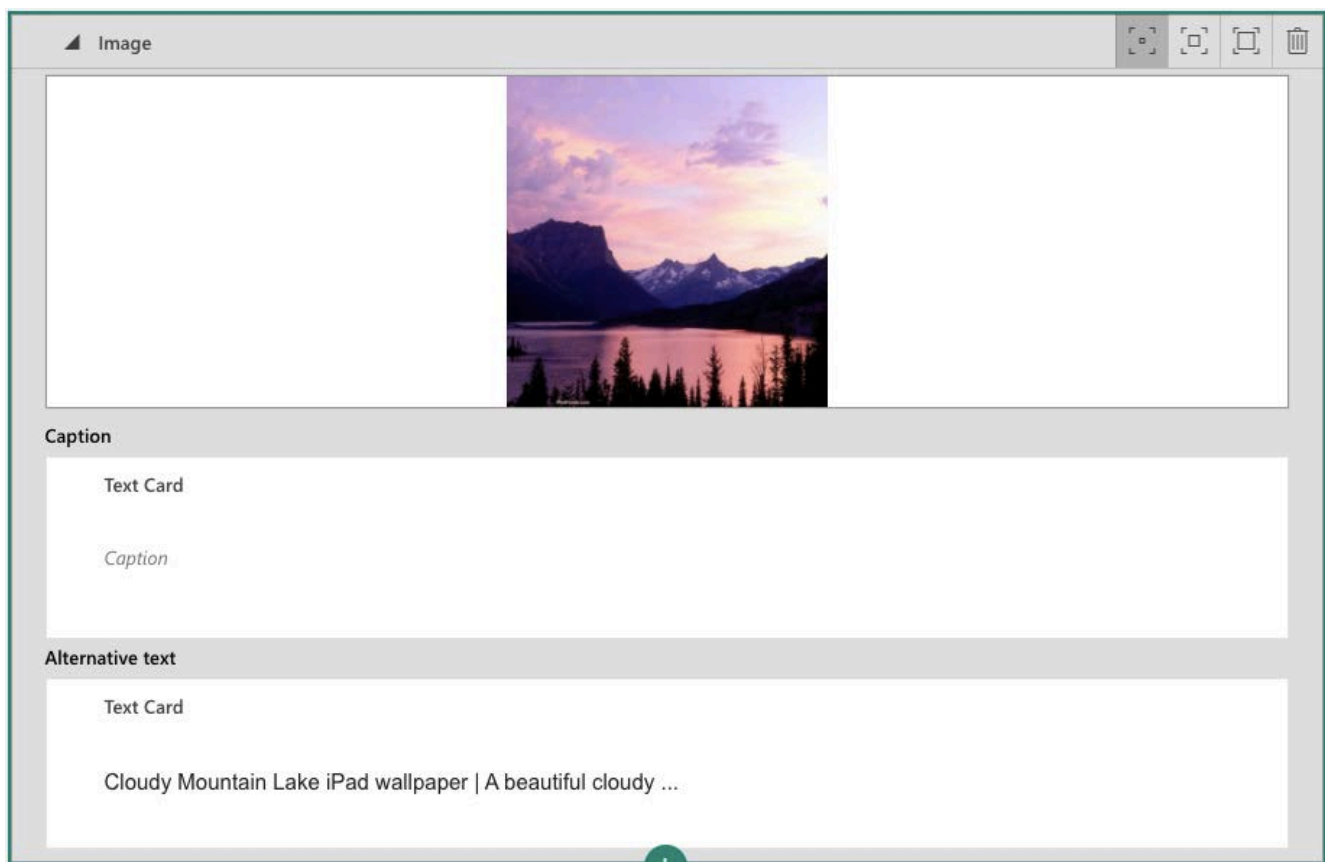 Image
Caption
Text Card
Caption
Alternative text
Text Card
Cloudy Mountain Lake iPad wallpaper | A beautiful cloudy ...